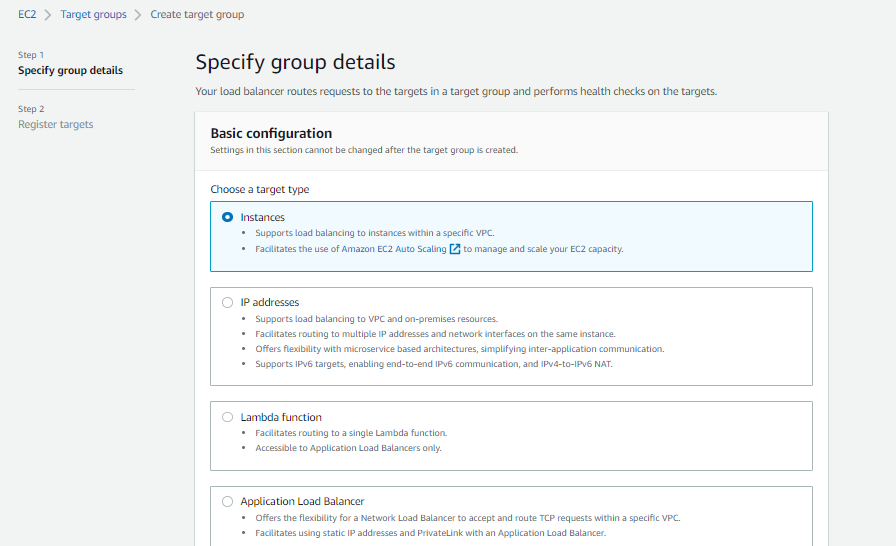 EC2 > Target groups > Create target group
Step 1
Specify group details
Step 2
Register targets
Specify group details
Your load balancer routes requests to the targets in a target group and performs health checks on the targets.
Basic configuration
Settings in this section cannot be changed after the target group is created.
Choose a target type
Instances
• Supports load balancing to instances within a specific VPC.
• Facilitates the use of Amazon EC2 Auto Scaling to manage and scale your EC2 capacity.
IP addresses
• Supports load balancing to VPC and on-premises resources.
• Facilitates routing to multiple IP addresses and network interfaces on the same instance.
• Offers flexibility with microservice based architectures, simplifying inter-application communication.
• Supports IPv6 targets, enabling end-to-end IPv6 communication, and IPv4-to-IPv6 NAT.
Lambda function
• Facilitates routing to a single Lambda function.
• Accessible to Application Load Balancers only.
Application Load Balancer
• Offers the flexibility for a Network Load Balancer to accept and route TCP requests within a specific VPC.
• Facilitates using static IP addresses and PrivateLink with an Application Load Balancer.